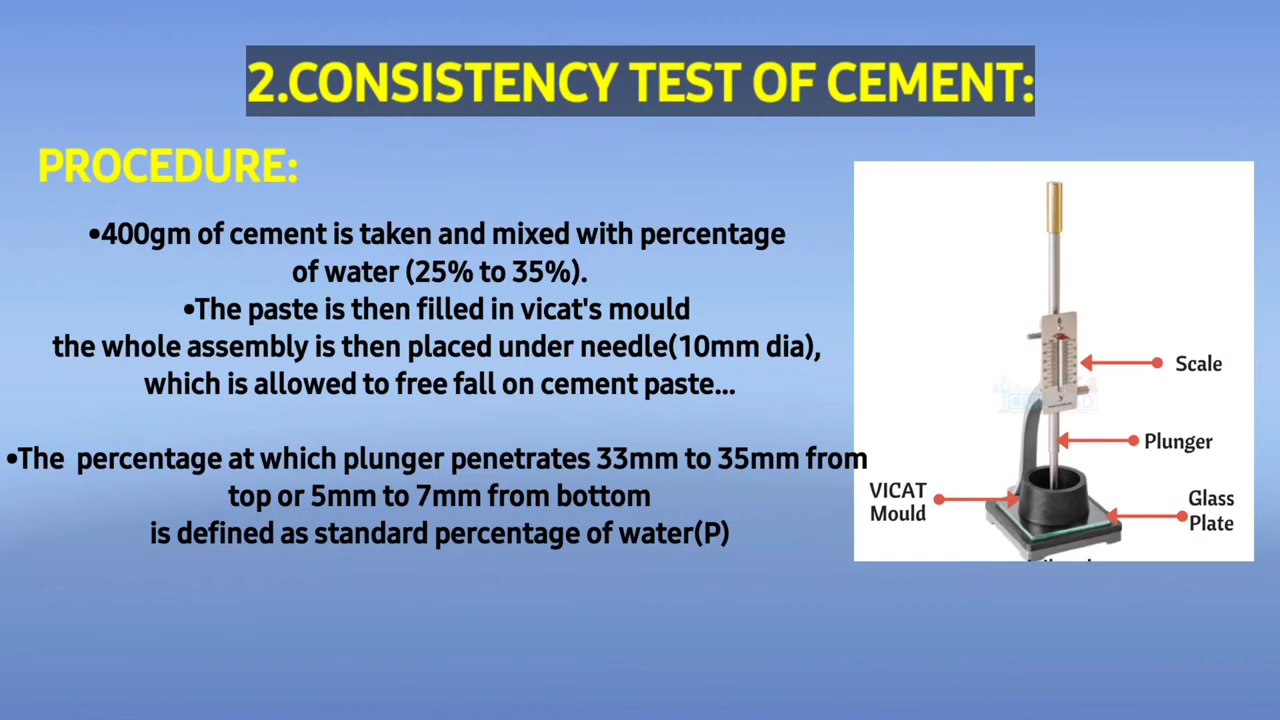 2.CONSISTENCY TEST OF CEMENT:
PROCEDURE:
•400gm of cement is taken and mixed with percentage
of water (25% to 35%).
•The paste is then filled in vicat's mould
the whole assembly is then placed under needle(10mm dia),
which is allowed to free fall on cement paste...
•The percentage at which plunger penetrates 33mm to 35mm from
top or 5mm to 7mm from bottom
is defined as standard percentage of water(P)
Scale
Plunger
VICAT
Mould
Glass
Plate